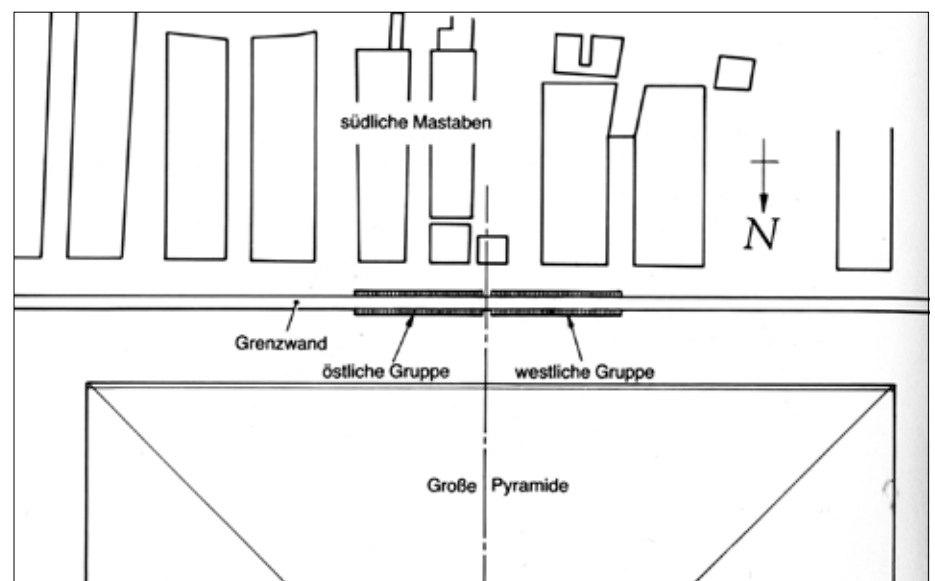 südliche Mastaben
N
Grenzwand
östliche Gruppe
westliche Gruppe
Große Pyramide